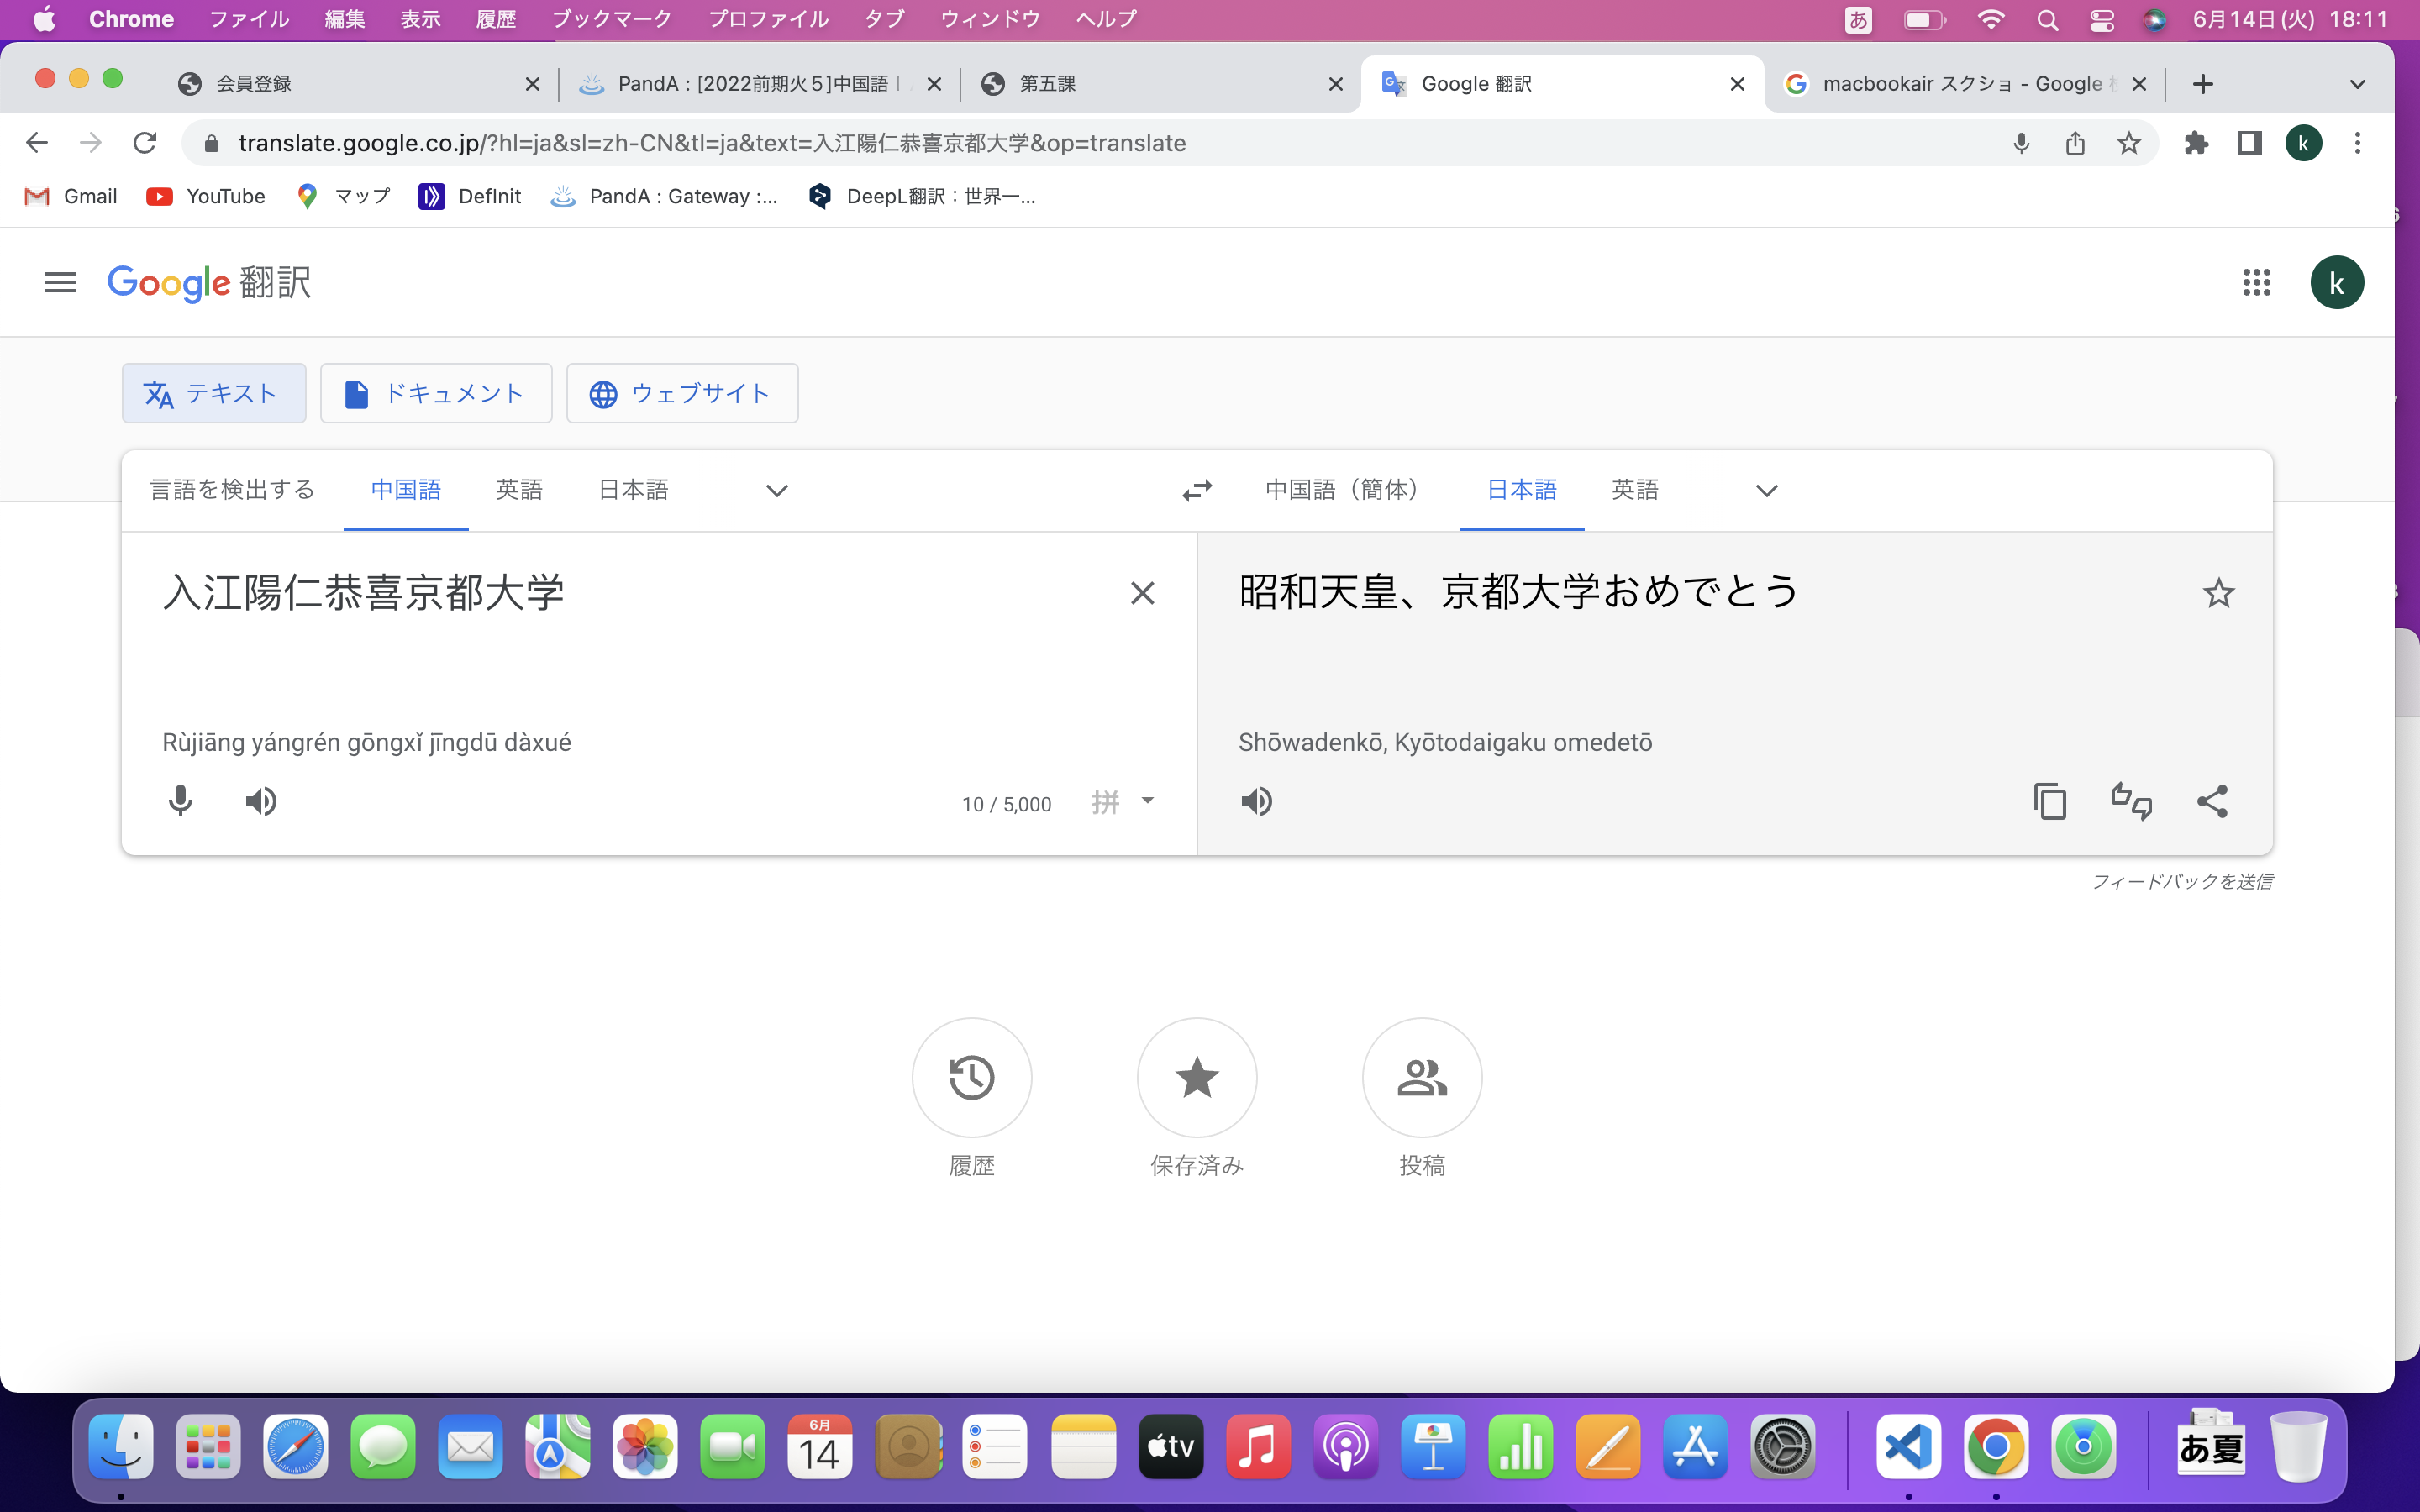 Chrome ファイル 編集 表示 履歴 ブックマーク プロファイル タブ ウィンドウ ヘルプ あ 6月14日(火) 18:11
会員登録 PandA : [2022前期火5]中国語 第五課 Google 翻訳 macbookair スクショ - Google
translate.google.co.jp/?hl=ja&sl=zh-CN&tl=ja&text=入江陽仁恭喜京都大学&op=translate k
Gmail YouTube マップ DefInit PandA : Gateway :... DeepL翻訳：世界一...
Google 翻訳 k
テキスト ドキュメント ウェブサイト
言語を検出する 中国語 英語 日本語 中国語（簡体） 日本語 英語
入江陽仁恭喜京都大学 昭和天皇、京都大学おめでとう
Rùjiāng yángrén gōngxǐ jīngdū dàxué Shōwadenkō, Kyōtodaigaku omedetō
10 / 5,000 拼
フィードバックを送信
履歴 保存済み 投稿
6月
14 tv あ夏